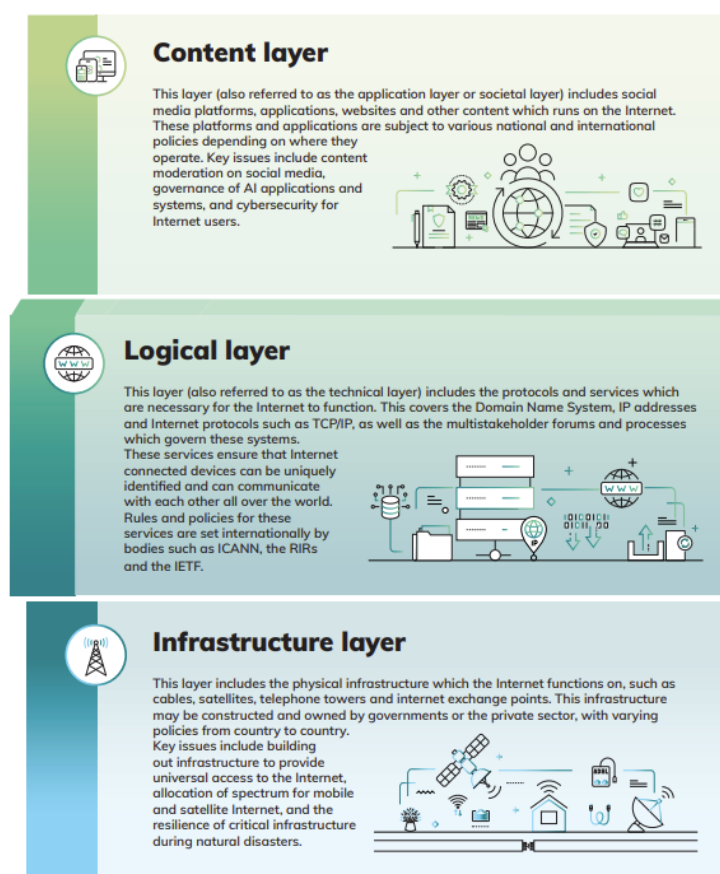 Content layer
This layer (also referred to as the application layer or societal layer) includes social
media platforms, applications, websites and other content which runs on the Internet.
These platforms and applications are subject to various national and international
policies depending on where they
operate. Key issues include content
moderation on social media,
governance of AI applications and
systems, and cybersecurity for
Internet users.
WWW
Logical layer
This layer (also referred to as the technical layer) includes the protocols and services which
are necessary for the Internet to function. This covers the Domain Name System, IP addresses
and Internet protocols such as TCP/IP, as well as the multistakeholder forums and processes
which govern these systems.
These services ensure that Internet
connected devices can be uniquely
identified and can communicate
with each other all over the world.
Rules and policies for these
services are set internationally by
bodies such as ICANN, the RIRs
and the IETF.
WWW
IP
Infrastructure layer
This layer includes the physical infrastructure which the Internet functions on, such as
cables, satellites, telephone towers and internet exchange points. This infrastructure
may be constructed and owned by governments or the private sector, with varying
policies from country to country.
Key issues include building
out infrastructure to provide
universal access to the Internet,
allocation of spectrum for mobile
and satellite Internet, and the
resilience of critical infrastructure
during natural disasters.
ADSL